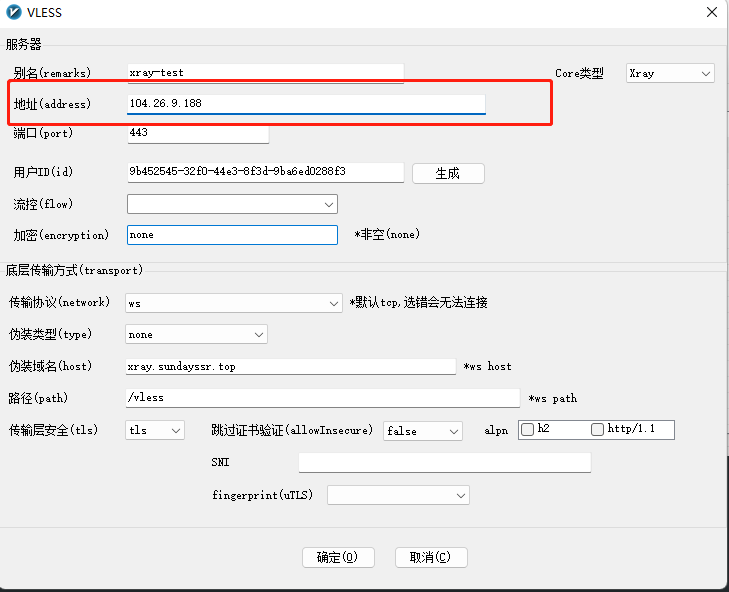 VLESS
服务器
别名(remarks) xray-test Core类型 Xray
地址(address) 104.26.9.188
端口(port) 443
用户ID(id) 9b452545-32f0-44e3-8f3d-9ba6ed0288f3 生成
流控(flow)
加密(encryption) none *非空(none)
底层传输方式(transport)
传输协议(network) ws *默认tcp,选错会无法连接
伪装类型(type) none
伪装域名(host) xray.sundayssr.top *ws host
路径(path) /vless *ws path
传输层安全(tls) tls 跳过证书验证(allowInsecure) false alpn h2 http/1.1
SNI
fingerprint(uTLS)
确定(O) 取消(C)